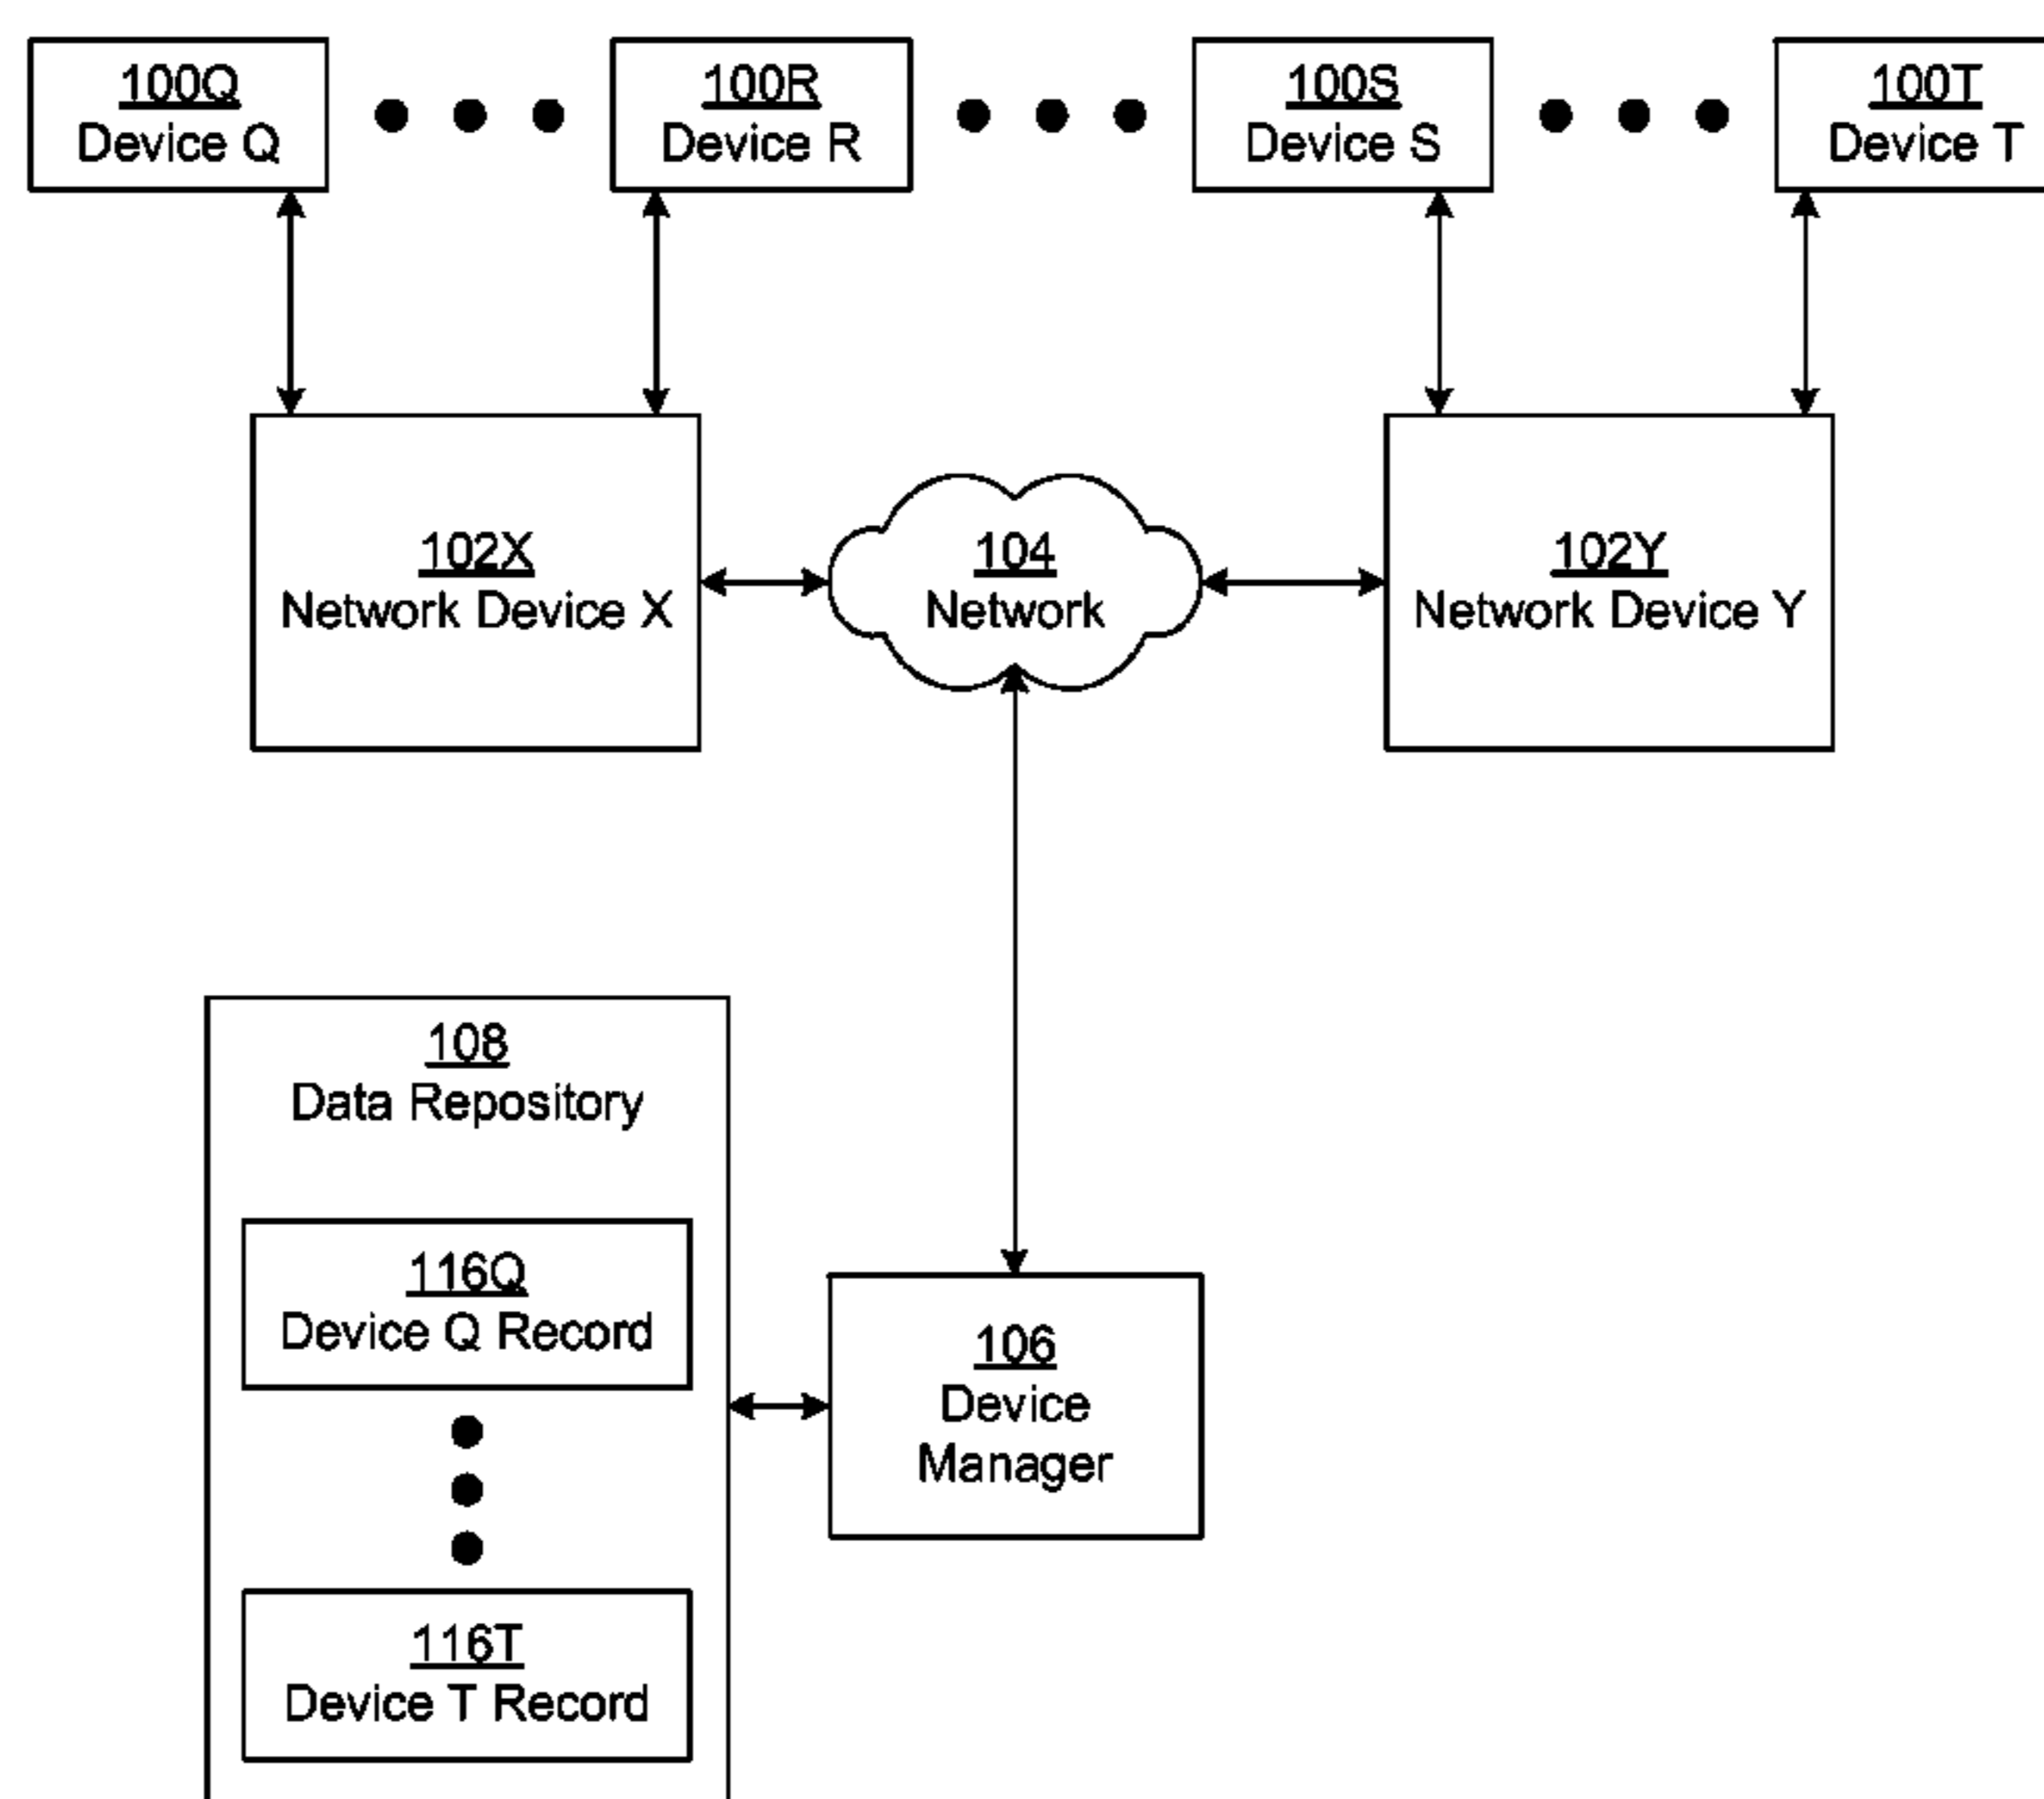 100Q
Device Q
100R
Device R
100S
Device S
100T
Device T
102X
Network Device X
104
Network
102Y
Network Device Y
108
Data Repository
116Q
Device Q Record
106
Device
Manager
116T
Device T Record